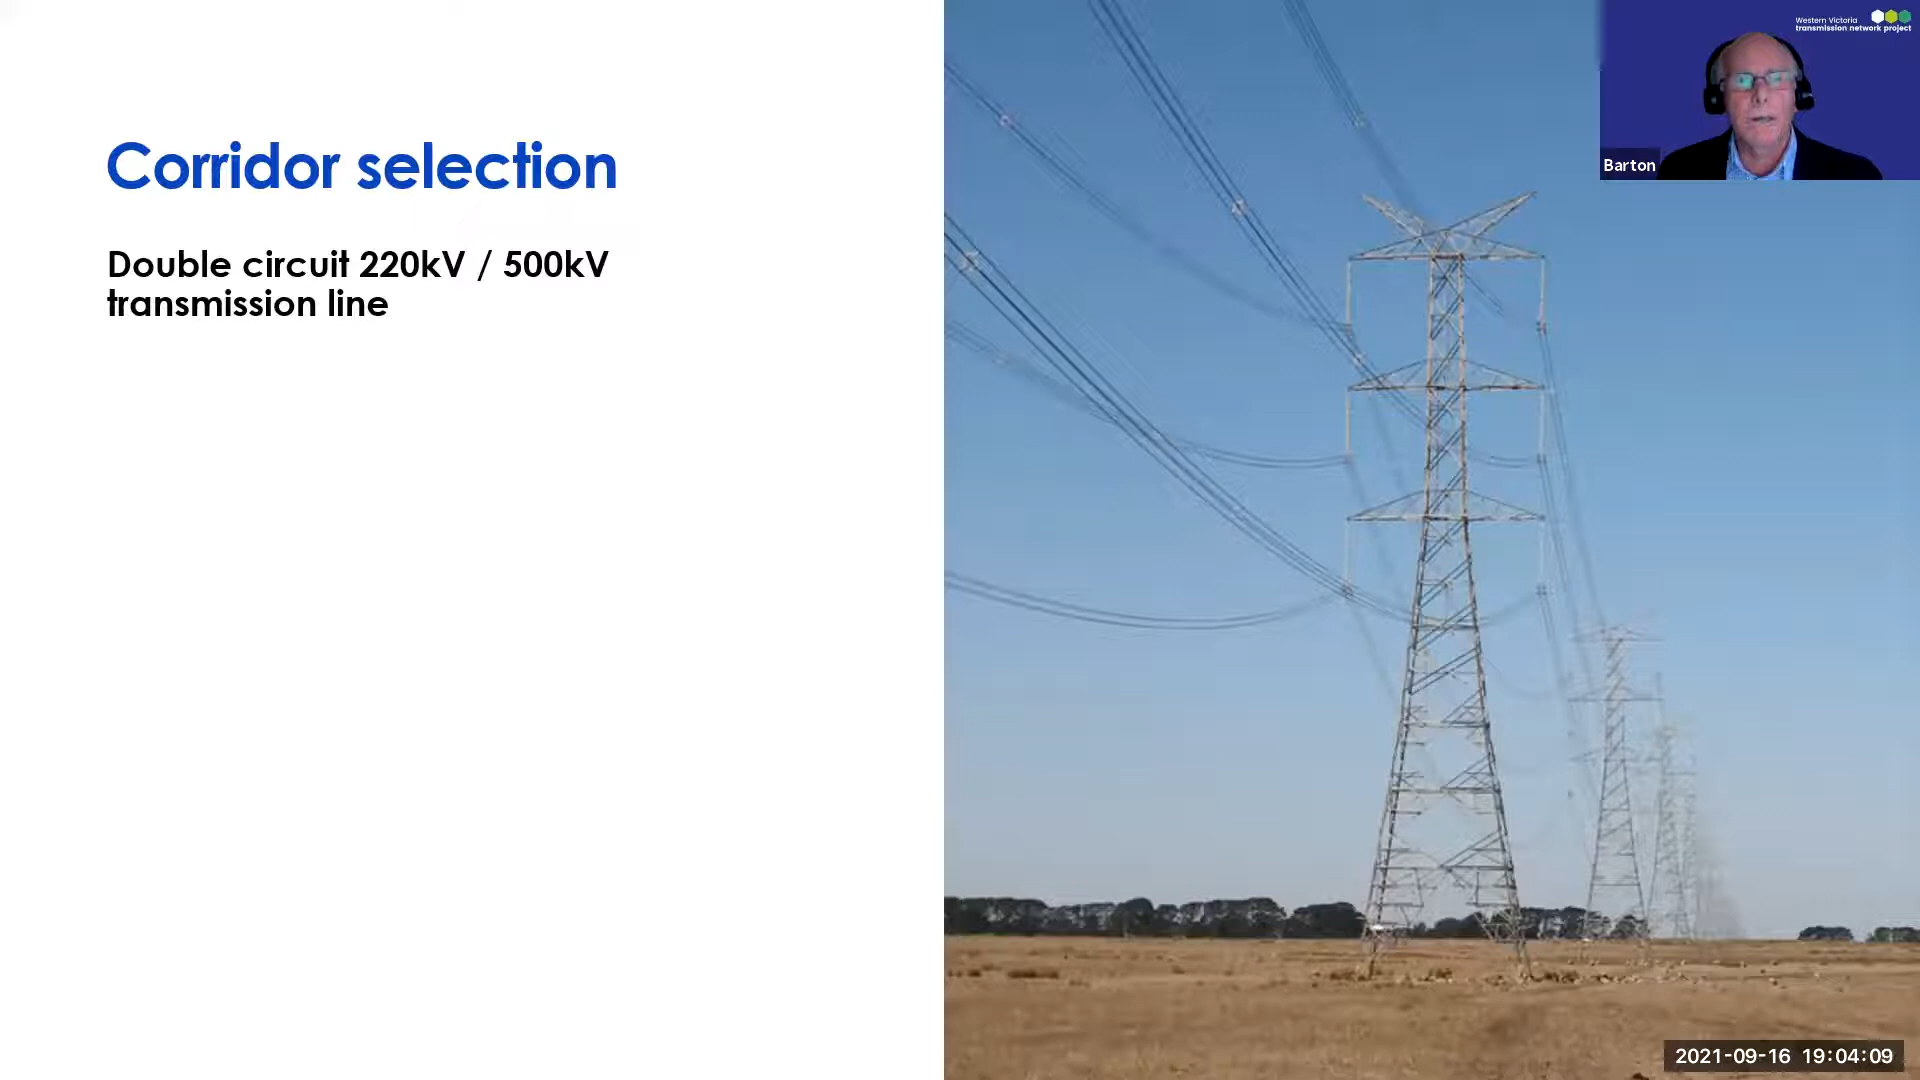 Western Victoria
transmission network project
Corridor selection
Barton
Double circuit 220kV / 500kV
transmission line
2021-09-16 19:04:09